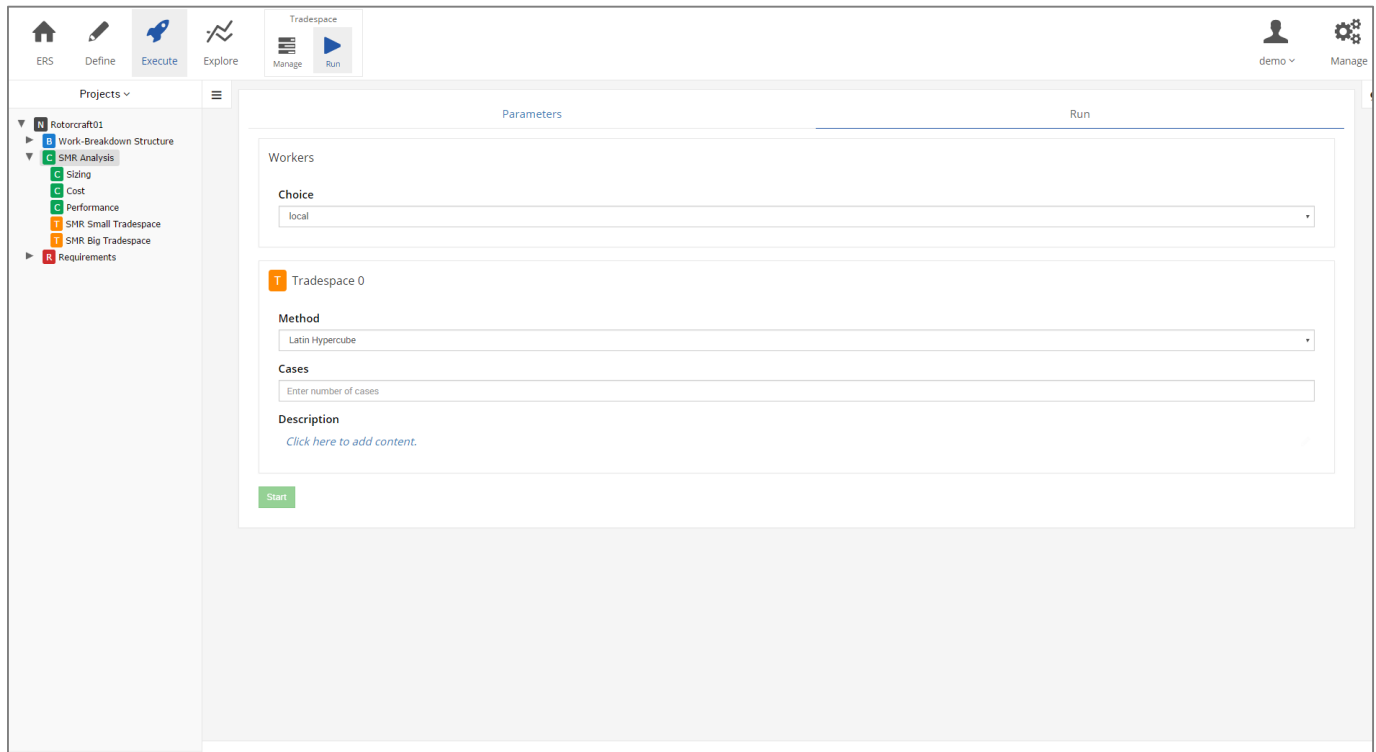 Tradespace
ERS Define Execute Explore Manage Run demo Manage
Projects
N Rotorcraft01
B Work-Breakdown Structure
C SMR Analysis
C Sizing
C Cost
C Performance
T SMR Small Tradespace
T SMR Big Tradespace
R Requirements
Parameters Run
Workers
Choice
local
T Tradespace 0
Method
Latin Hypercube
Cases
Enter number of cases
Description
Click here to add content.
Start